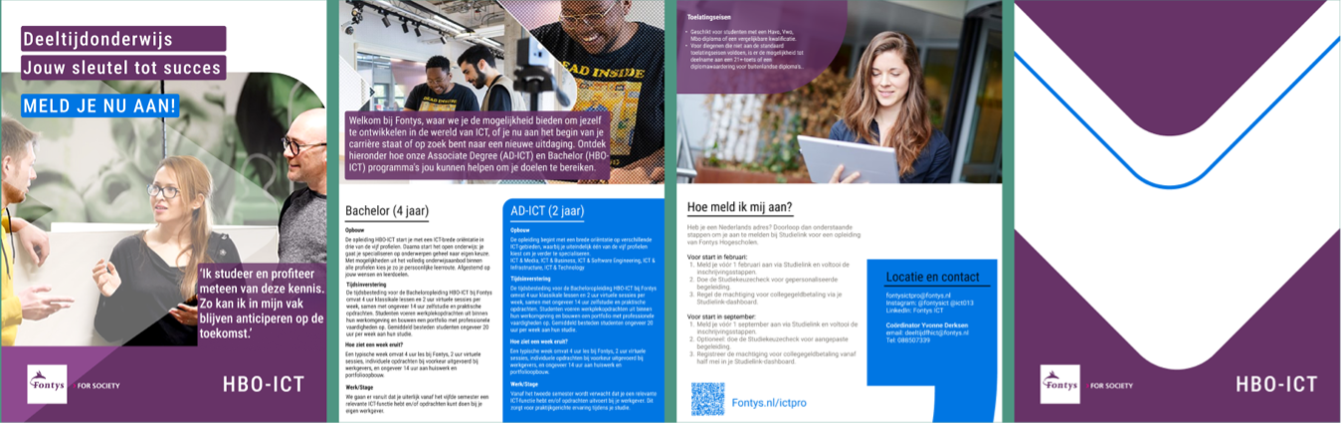 Deeltijdonderwijs
Jouw sleutel tot succes
MELD JE NU AAN!
'Ik studeer en profiteer
meteen van deze kennis.
Zo kan ik in mijn vak
blijven anticiperen op de
toekomst.'
Fontys
FOR SOCIETY
HBO-ICT
READ INSIDE
Welkom bij Fontys, waar we je de mogelijkheid bieden om jezelf
te ontwikkelen in de wereld van ICT, of je nu aan het begin van je
carrière staat of op zoek bent naar een nieuwe uitdaging. Ontdek
hieronder hoe onze Associate Degree (AD-ICT) en Bachelor (HBO-
ICT) programma's jou kunnen helpen om je doelen te bereiken.
Bachelor (4 jaar)
Opbouw
De opleiding HBO-ICT start je met een ICT-brede oriëntatie in
drie van de vijf profielen. Daarna start het open onderwijs: je
gaat je specialiseren op onderwerpen geheel naar eigen keuze.
Met mogelijkheden uit het volledig onderwijsaanbod binnen
alle profielen kies je zo je persoonlijke leerroute. Afgestemd op
jouw wensen en leerdoelen.
Tijdsinvestering
De tijdsbesteding voor de Bacheloropleiding HBO-ICT
omvat 4 uur klassikale lessen en 2 uur virtuele sessies per
week, samen met ongeveer 14 uur zelfstudie en praktische
opdrachten. Studenten voeren werkplekopdrachten uit binnen
hun werkomgeving en bouwen een portfolio met professionele
vaardigheden op. Gemiddeld besteden studenten ongeveer 20
uur per week aan hun studie.
Hoe ziet een week eruit?
Een typische week omvat 4 uur les bij Fontys, 2 uur virtuele
sessies, individuele opdrachten bij voorkeur uitgevoerd bij
werkgevers, en ongeveer 14 uur aan huiswerk en
portfolioopbouw.
Werk/Stage
We gaan er vanuit dat je uiterlijk vanaf het vijfde semester een
relevante ICT-functie hebt en/of opdrachten kunt doen bij je
eigen werkgever.
AD-ICT (2 jaar)
Opbouw
De opleiding begint met een brede oriëntatie op verschillende
ICT-gebieden, waarbij je uiteindelijk één van de vijf profielen
kiest om je verder te specialiseren.
ICT & Media, ICT & Business, ICT & Software Engineering, ICT &
Infrastructure, ICT & Technology
Tijdsinvestering
De tijdsbesteding voor de Bacheloropleiding HBO-ICT
omvat 4 uur klassikale lessen en 2 uur virtuele sessies per
week, samen met ongeveer 14 uur zelfstudie en praktische
opdrachten. Studenten voeren werkplekopdrachten uit binnen
hun werkomgeving en bouwen een portfolio met professionele
vaardigheden op. Gemiddeld besteden studenten ongeveer 20
uur per week aan hun studie.
Hoe ziet een week eruit?
Een typische week omvat 4 uur les bij Fontys, 2 uur virtuele
sessies, individuele opdrachten bij voorkeur uitgevoerd bij
werkgevers, en ongeveer 14 uur aan huiswerk en
portfolioopbouw.
Werk/Stage
Vanaf het tweede semester wordt verwacht dat je een relevante
ICT-functie hebt en/of opdrachten uitvoert bij je werkgever. Dit
zorgt voor praktijkgerichte ervaring tijdens je studie.
Toelatingseisen
• Geschikt voor studenten met een Havo, Vwo,
Mbo-diploma of een vergelijkbare kwalificatie.
• Voor diegenen die niet aan de standaard
toelatingseisen voldoen, is er de mogelijkheid tot
deelname aan een 21+-toets of een
diplomawaardering voor buitenlandse diploma's.
Hoe meld ik mij aan?
Heb je een Nederlands adres? Doorloop dan onderstaande
stappen om je aan te melden bij Studielink voor een opleiding
van Fontys Hogescholen.
Voor start in februari:
1. Meld je vóór 1 februari aan via Studielink en voltooi de
inschrijvingsstappen.
2. Doe de Studiekeuzecheck voor gepersonaliseerde
begeleiding.
3. Regel de machtiging voor collegegeldbetaling via je
Studielink-dashboard.
Voor start in september:
1. Meld je vóór 1 september aan via Studielink en voltooi de
inschrijvingsstappen.
2. Optioneel: doe de Studiekeuzecheck voor aangepaste
begeleiding.
3. Registreer de machtiging voor collegegeldbetaling vanaf
half mei in je Studielink-dashboard.
Fontys.nl/ictpro
Locatie en contact
fontysictpro@fontys.nl
Instagram: @fontysict @ict013
LinkedIn: Fontys ICT
Coördinator Yvonne Derksen
email: deeltijdhict@fontys.nl
Tel: 088507339
Fontys
FOR SOCIETY
HBO-ICT